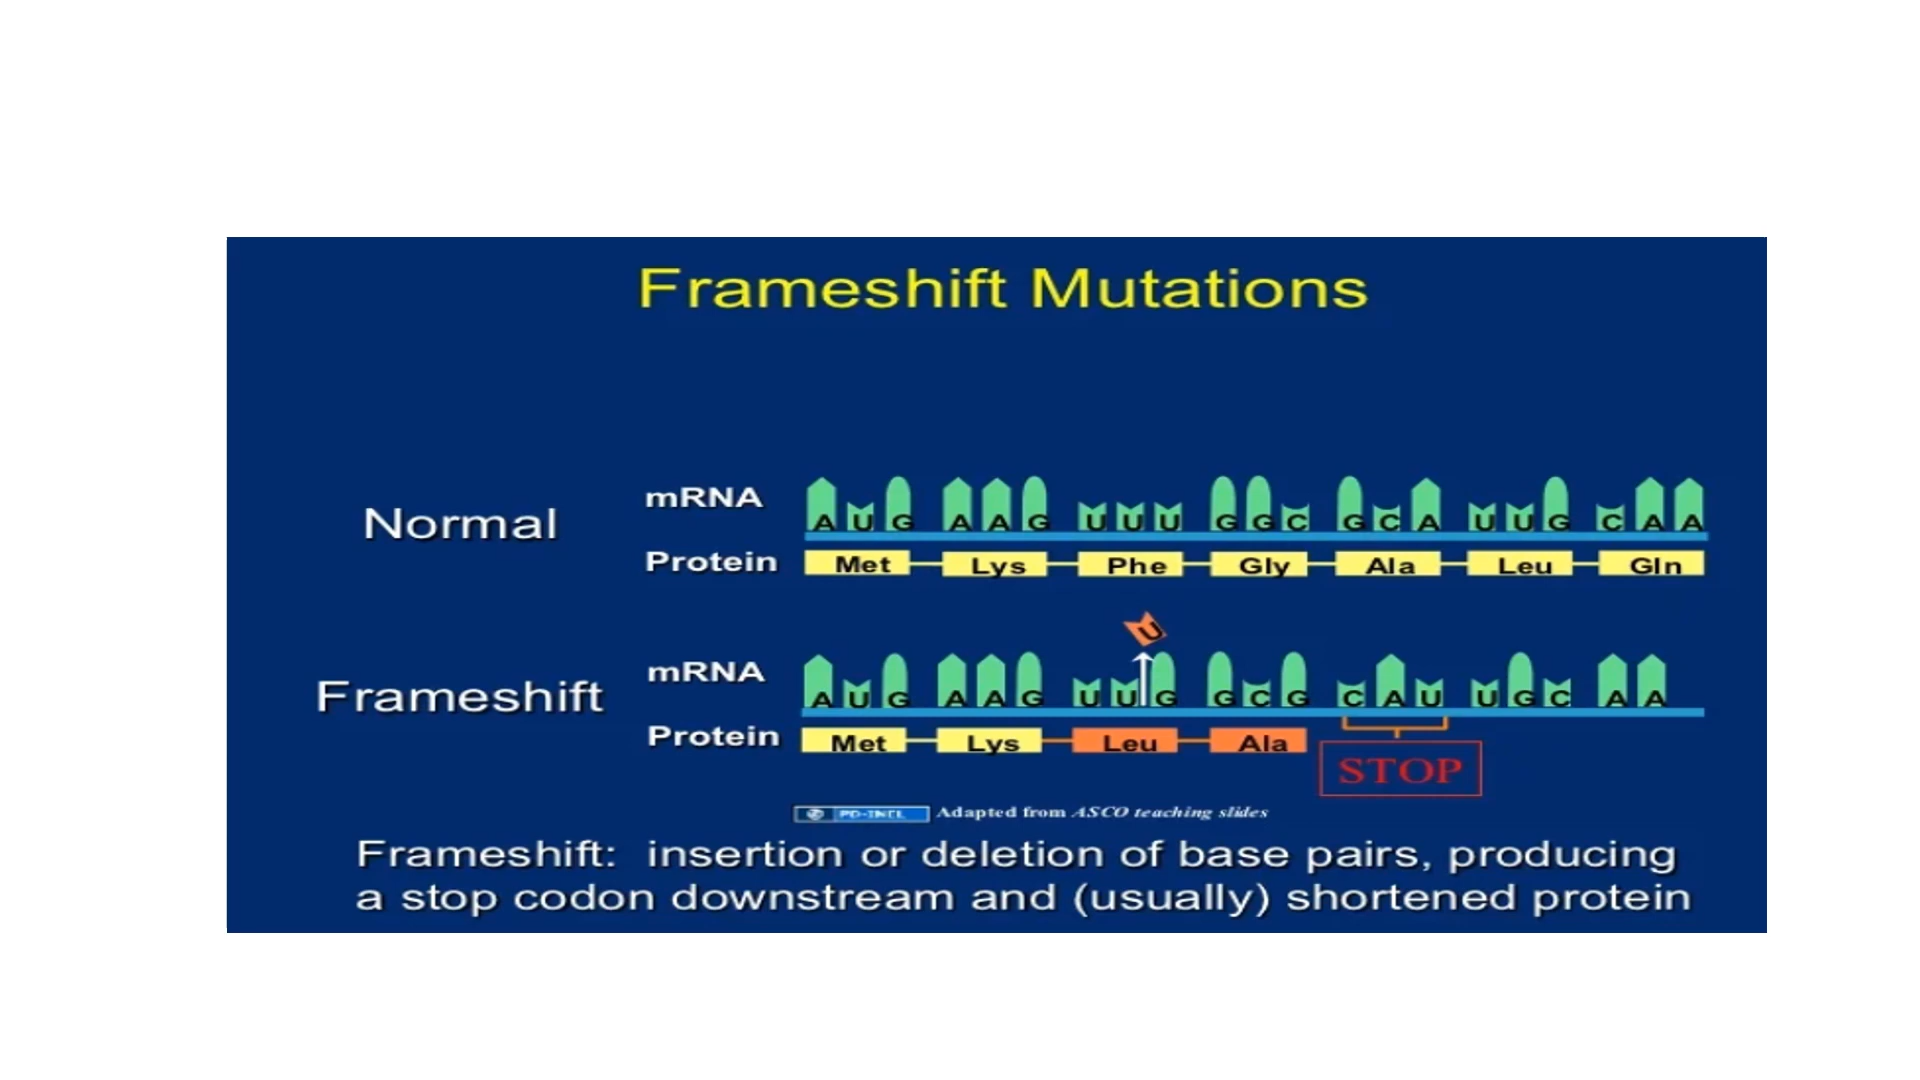 Frameshift Mutations
Normal
mRNA
A U G A A G U U U G G C G C A U U G C A A
Protein
Met Lys Phe Gly Ala Leu Gln
U
Frameshift
mRNA
A U G A A G U U G G C G C A U U G C A A
Protein
Met Lys Leu Ala
STOP
Adapted from ASCO teaching slides
Frameshift: insertion or deletion of base pairs, producing
a stop codon downstream and (usually) shortened protein